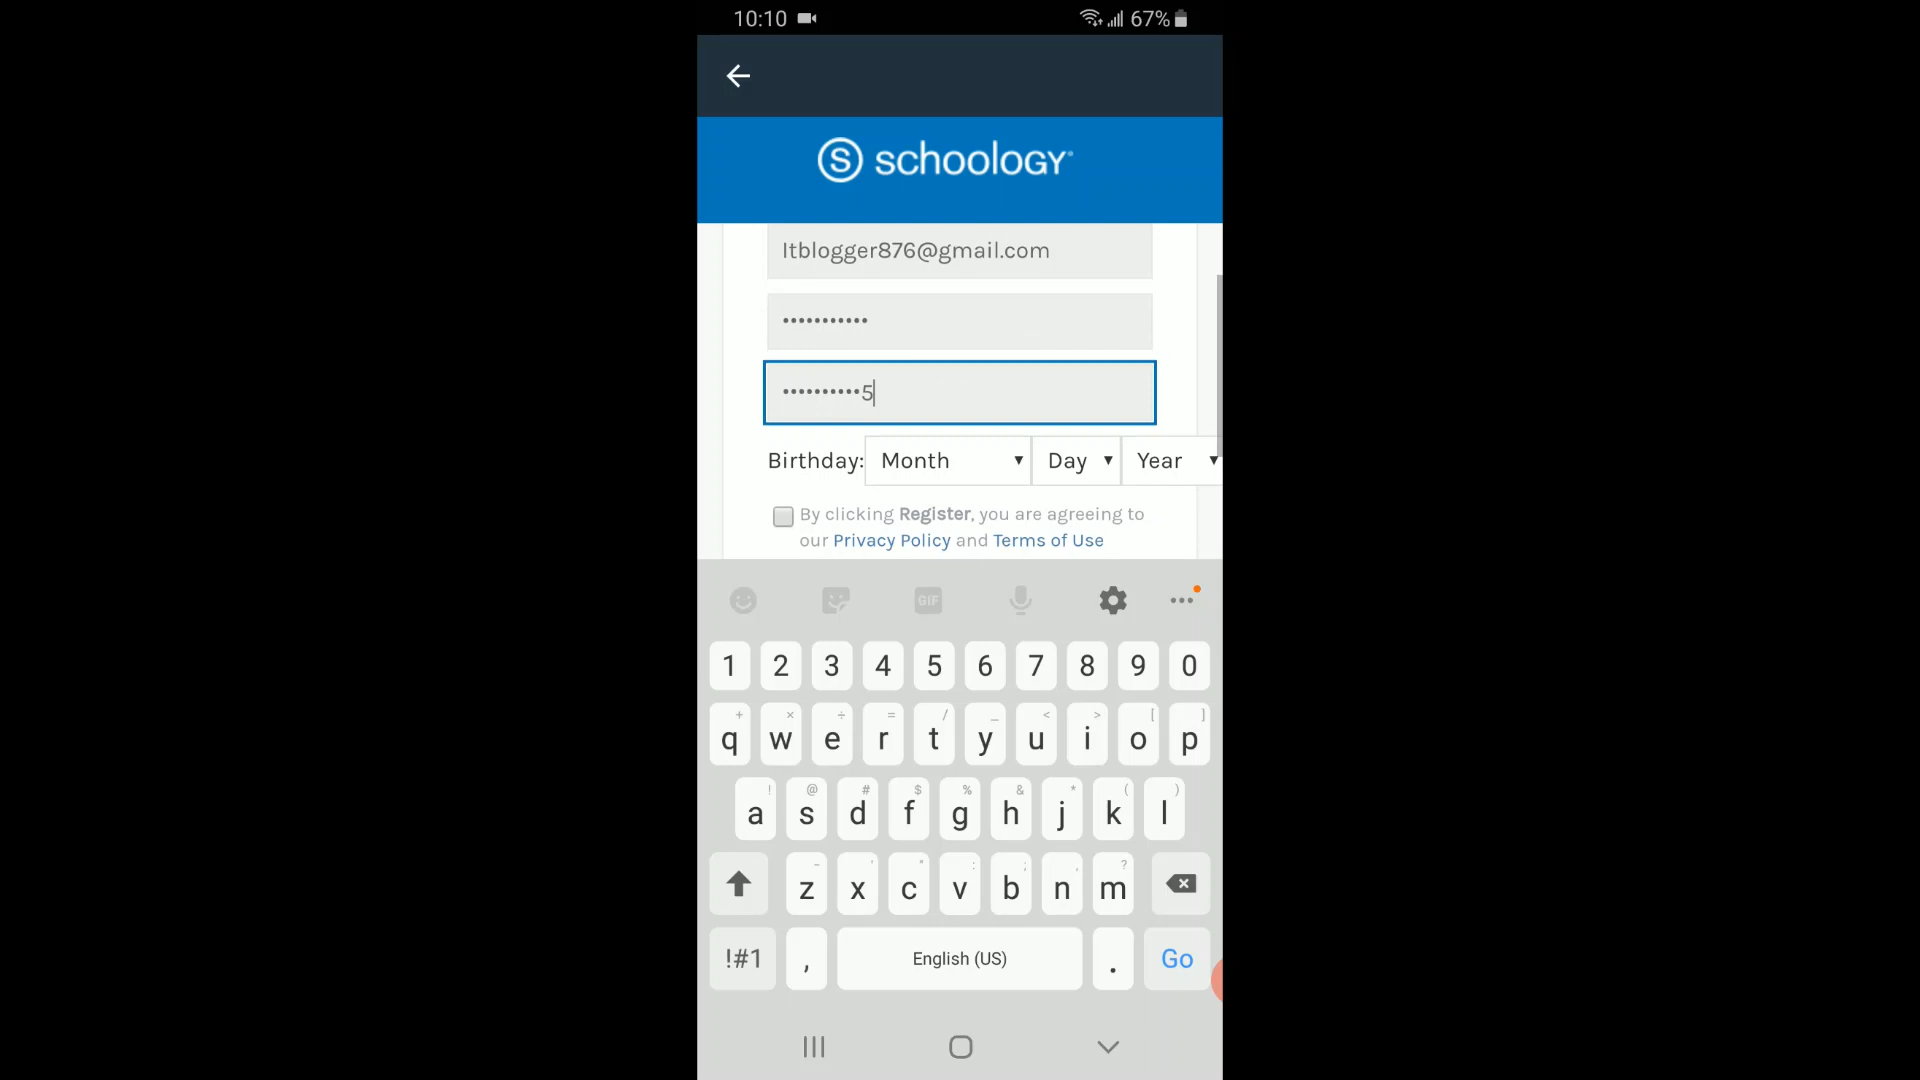 10:10 67%
schoology
Itblogger876@gmail.com
•••••••••••
••••••••••5
Birthday: Month Day Year
By clicking Register, you are agreeing to
our Privacy Policy and Terms of Use
GIF
1 2 3 4 5 6 7 8 9 0
+ × ÷ = / _ < > [ ]
q w e r t y u i o p
! @ # $ % & * ( )
a s d f g h j k l
- ' " : ; , ?
z x c v b n m
!#1 , English (US) . Go